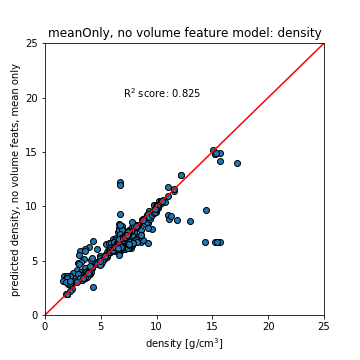 meanOnly, no volume feature model: density
25
20
15
10
5
0
R² score: 0.825
predicted density, no volume feats, mean only
0 5 10 15 20 25
density [g/cm³]